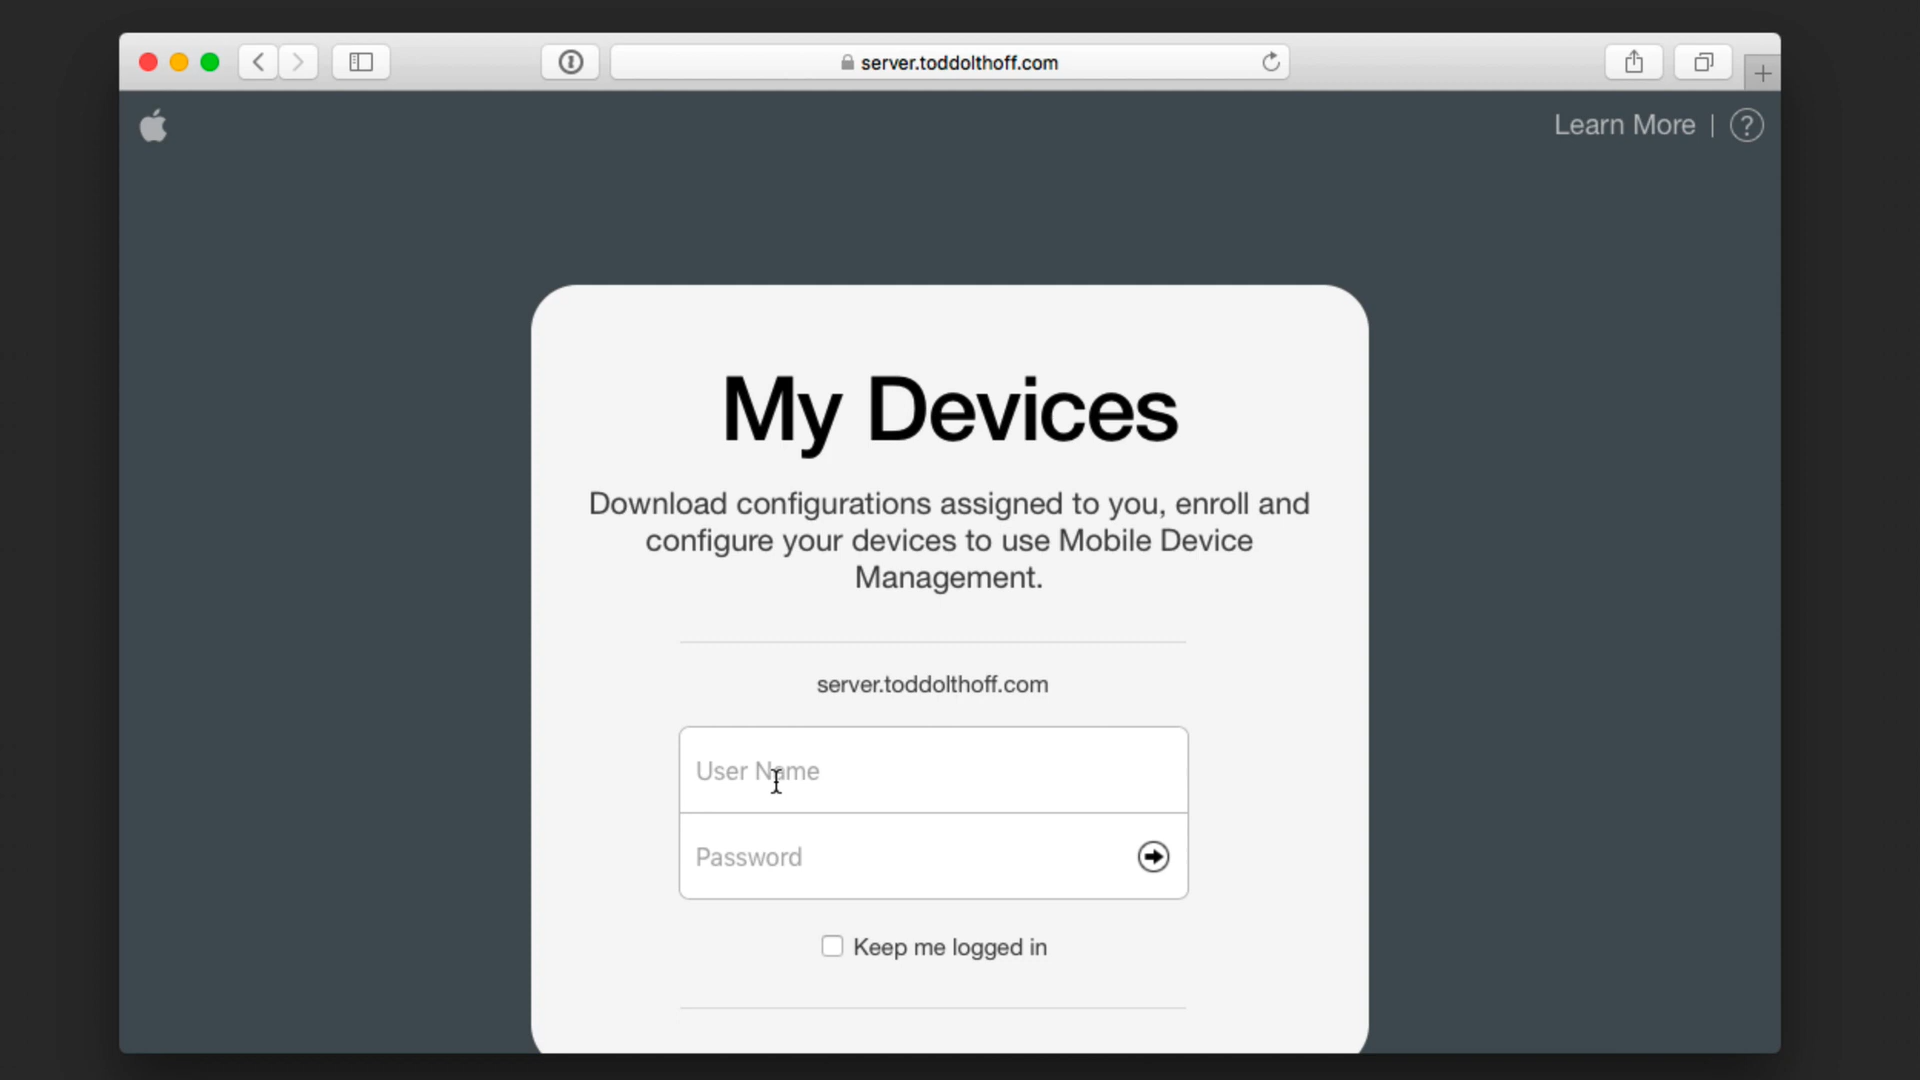 server.toddolthoff.com
Learn More | ?
My Devices
Download configurations assigned to you, enroll and
configure your devices to use Mobile Device
Management.
server.toddolthoff.com
User Name
Password
Keep me logged in